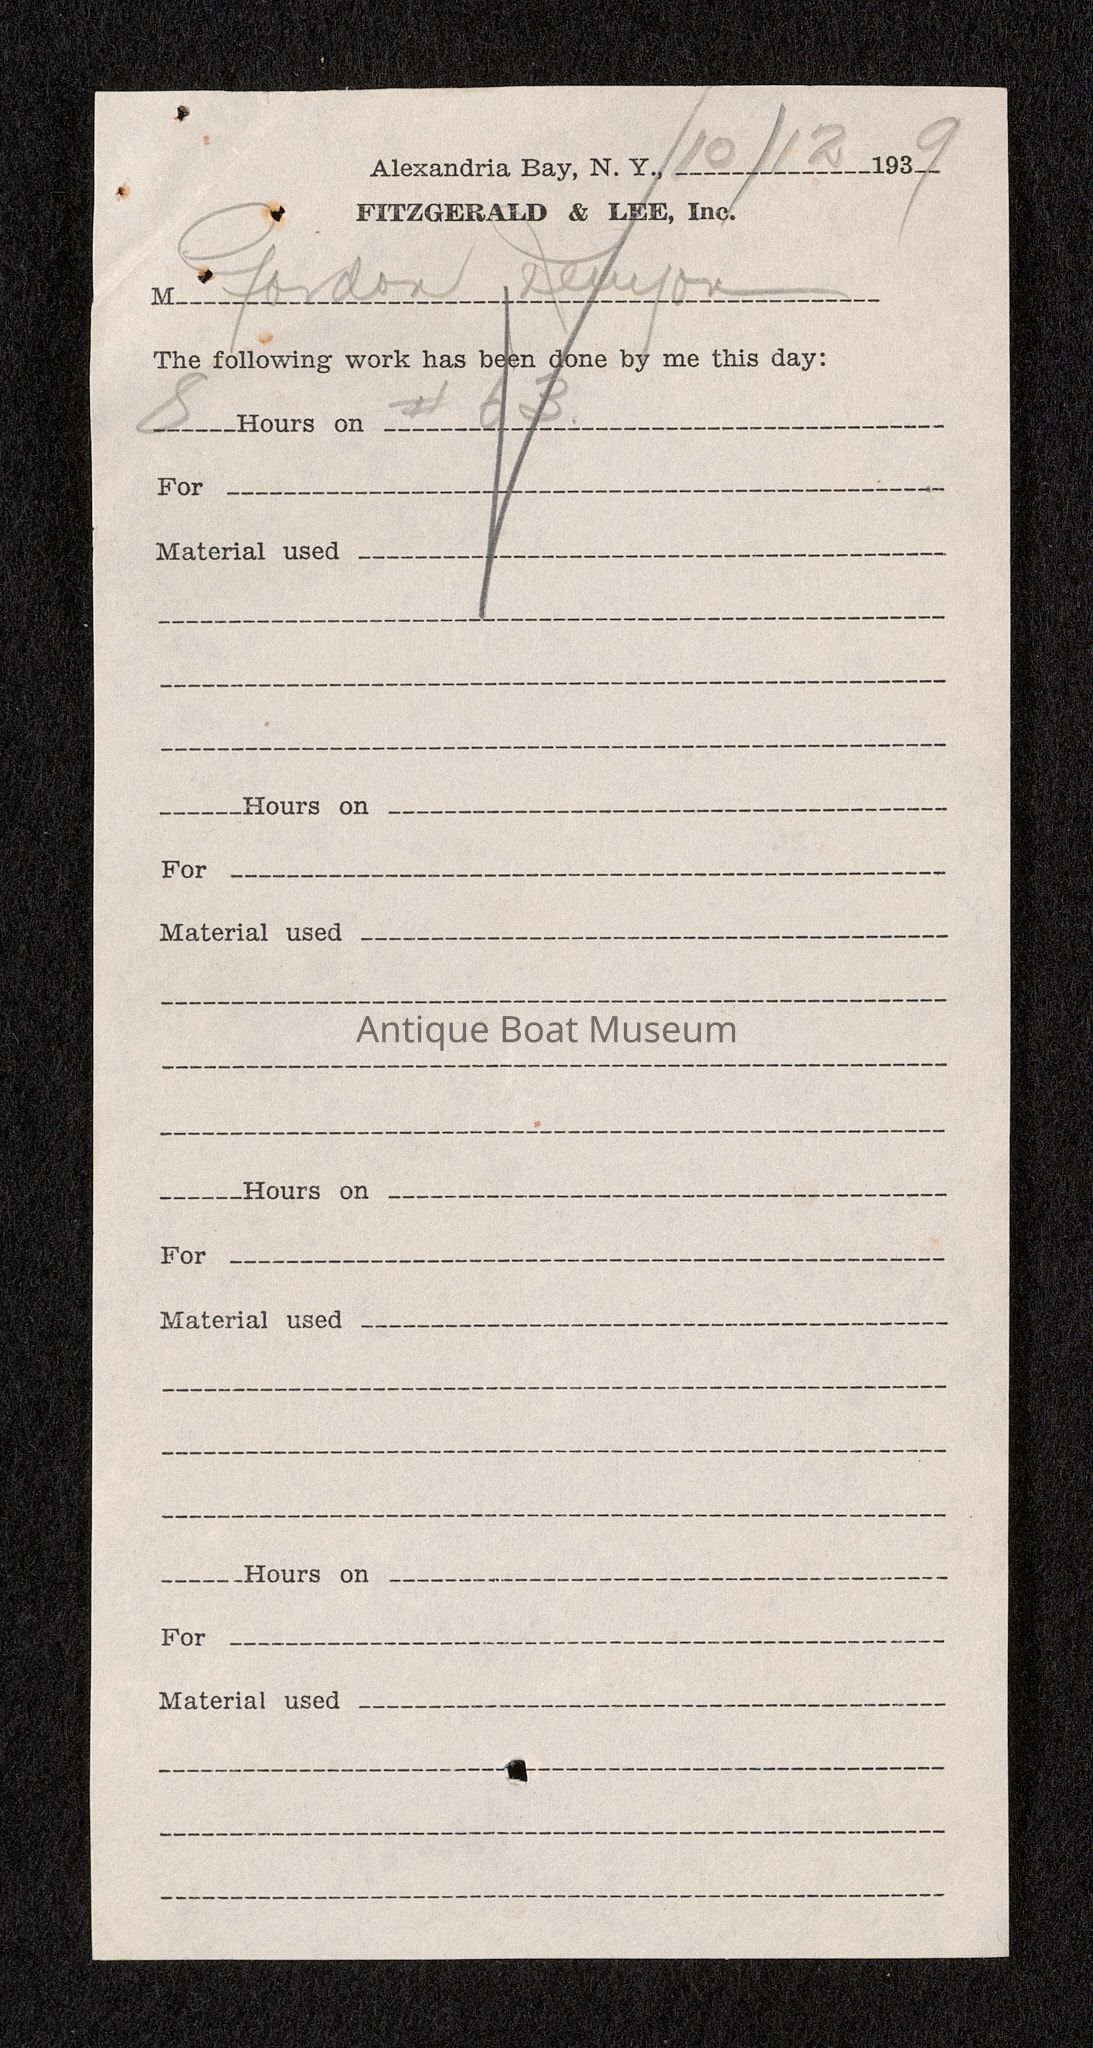 Alexandria Bay, N. Y., 10/12 1939
FITZGERALD & LEE, Inc.
M Gordon
The following work has been done by me this day:
8 Hours on # 63.
For
Material used
Hours on
For
Material used
Antique Boat Museum
Hours on
For
Material used
Hours on
For
Material used